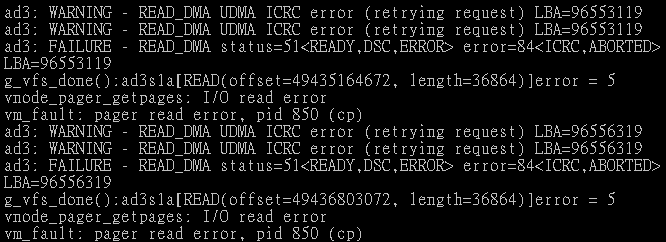 ad3: WARNING - READ_DMA UDMA ICRC error (retrying request) LBA=96553119
ad3: WARNING - READ_DMA UDMA ICRC error (retrying request) LBA=96553119
ad3: FAILURE - READ_DMA status=51<READY,DSC,ERROR> error=84<ICRC,ABORTED>
LBA=96553119
g_vfs_done():ad3s1a[READ(offset=49435164672, length=36864)]error = 5
vnode_pager_getpages: I/O read error
vm_fault: pager read error, pid 850 (cp)
ad3: WARNING - READ_DMA UDMA ICRC error (retrying request) LBA=96556319
ad3: WARNING - READ_DMA UDMA ICRC error (retrying request) LBA=96556319
ad3: FAILURE - READ_DMA status=51<READY,DSC,ERROR> error=84<ICRC,ABORTED>
LBA=96556319
g_vfs_done():ad3s1a[READ(offset=49436803072, length=36864)]error = 5
vnode_pager_getpages: I/O read error
vm_fault: pager read error, pid 850 (cp)